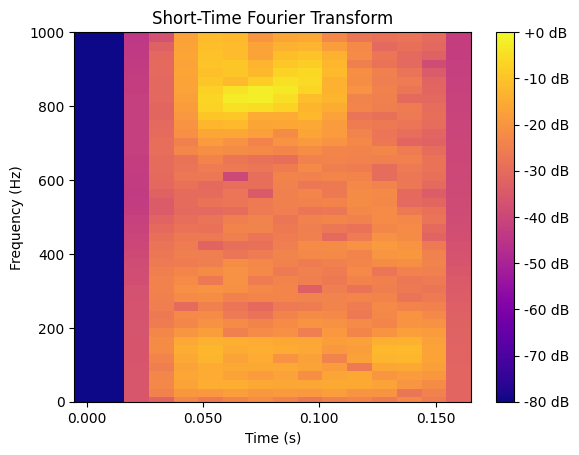 Short-Time Fourier Transform
1000
800
600
400
200
0
Frequency (Hz)
0.000
0.050
0.100
0.150
Time (s)
+0 dB
-10 dB
-20 dB
-30 dB
-40 dB
-50 dB
-60 dB
-70 dB
-80 dB